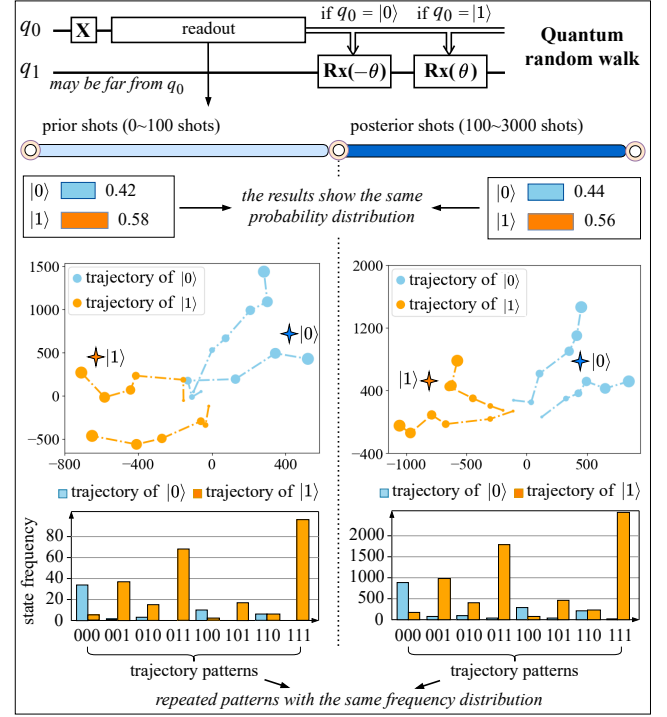 if q0 = |0⟩ if q0 = |1⟩
q0 X readout
Quantum
random walk
q1 Rx(−θ) Rx(θ)
may be far from q0
prior shots (0~100 shots) posterior shots (100~3000 shots)
|0⟩ 0.42
|1⟩ 0.58
the results show the same
probability distribution
|0⟩ 0.44
|1⟩ 0.56
1500
1000
500
0
−500
−800 −400 0 400
trajectory of |0⟩
trajectory of |1⟩
|1⟩
|0⟩
2000
1200
400
−400
−1000 −500 0 500
trajectory of |0⟩
trajectory of |1⟩
|1⟩
|0⟩
trajectory of |0⟩ trajectory of |1⟩
state frequency
80
60
40
20
0
000 001 010 011 100 101 110 111
trajectory patterns
trajectory of |0⟩ trajectory of |1⟩
2000
1500
1000
500
0
000 001 010 011 100 101 110 111
trajectory patterns
repeated patterns with the same frequency distribution